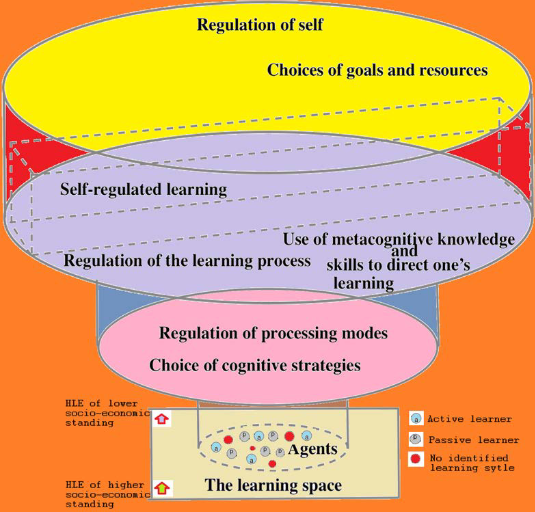 Regulation of self
Choices of goals and resources
Self-regulated learning
Use of metacognitive knowledge
and
skills to direct one's
learning
Regulation of the learning process
Regulation of processing modes
Choice of cognitive strategies
HLE of lower
socio-economic
standing
Agents
The learning space
HLE of higher
socio-economic
standing
a Active learner
P Passive learner
No identified
learning sytle